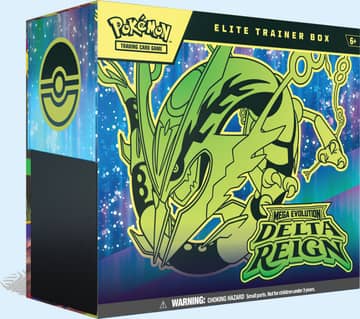 POKÉMON
TRADING CARD GAME
ELITE TRAINER BOX
6+
MEGA EVOLUTION
DELTA
REIGN
WARNING: CHOKING HAZARD Small parts. Not for children under 3 years.